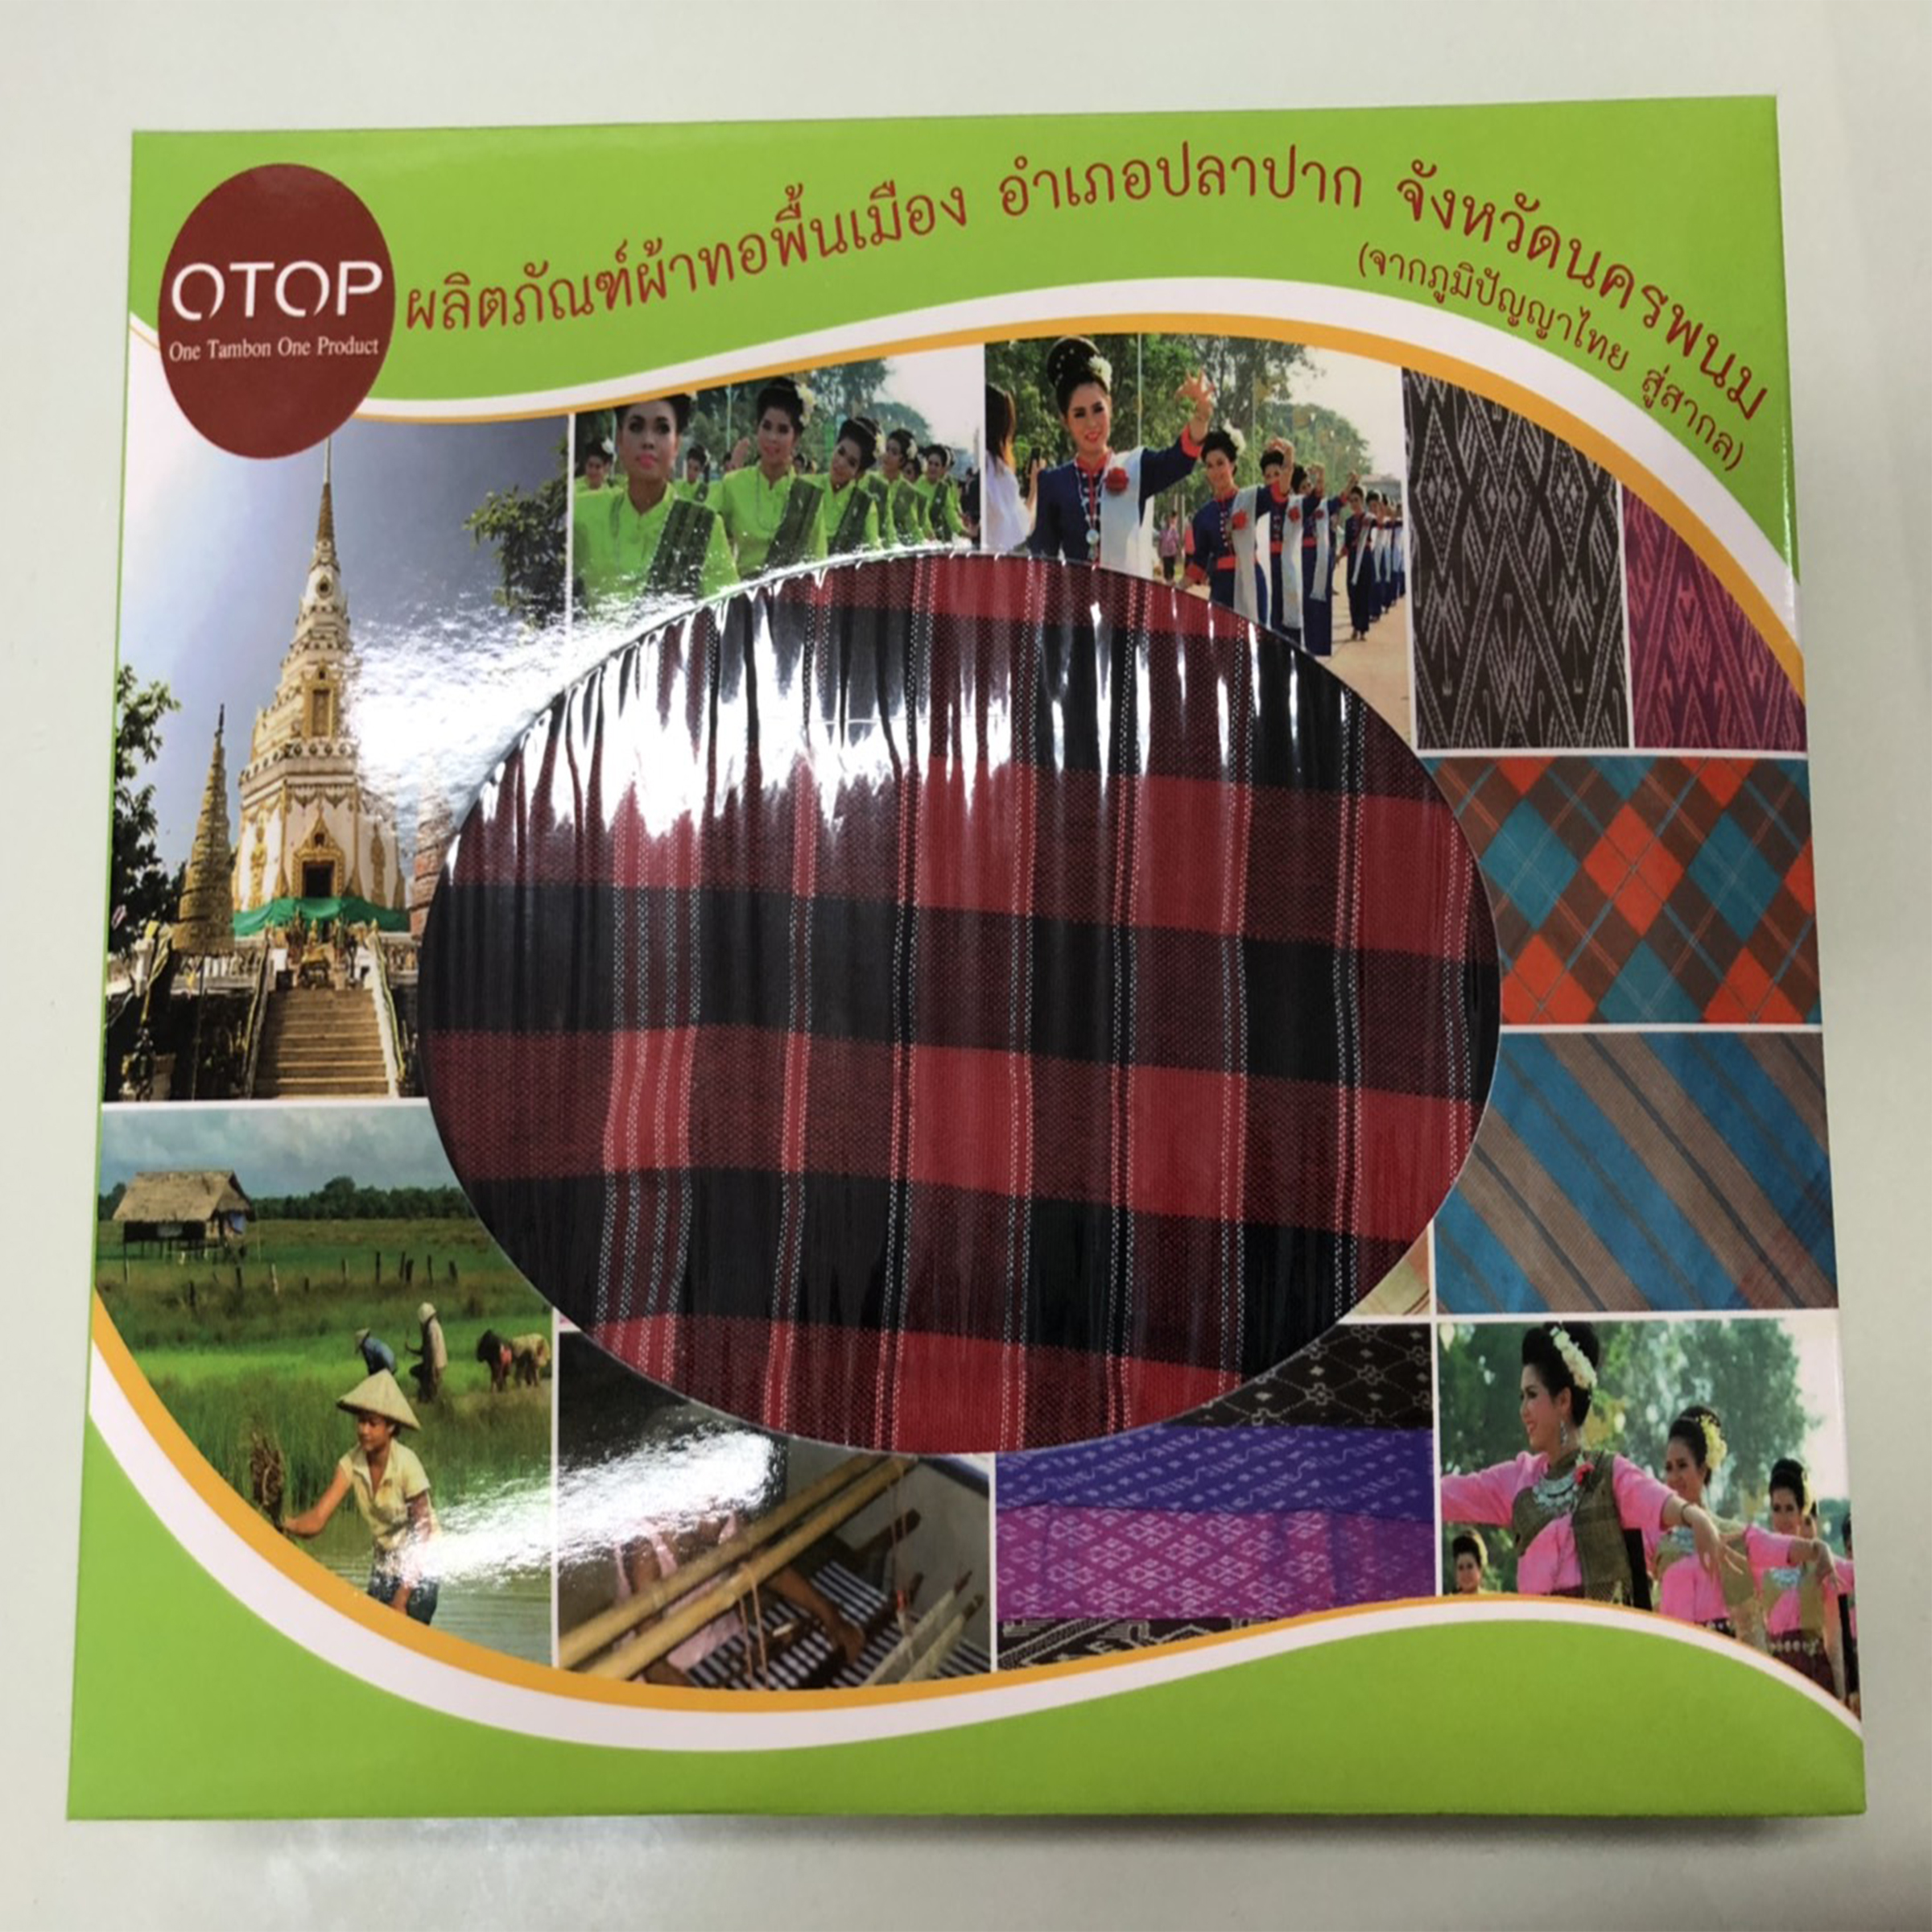 OTOP
One Tambon One Product
ผลิตภัณฑ์ผ้าทอพื้นเมือง อำเภอปลาปาก จังหวัดนครพนม
(จากภูมิปัญญาไทย สู่สากล)